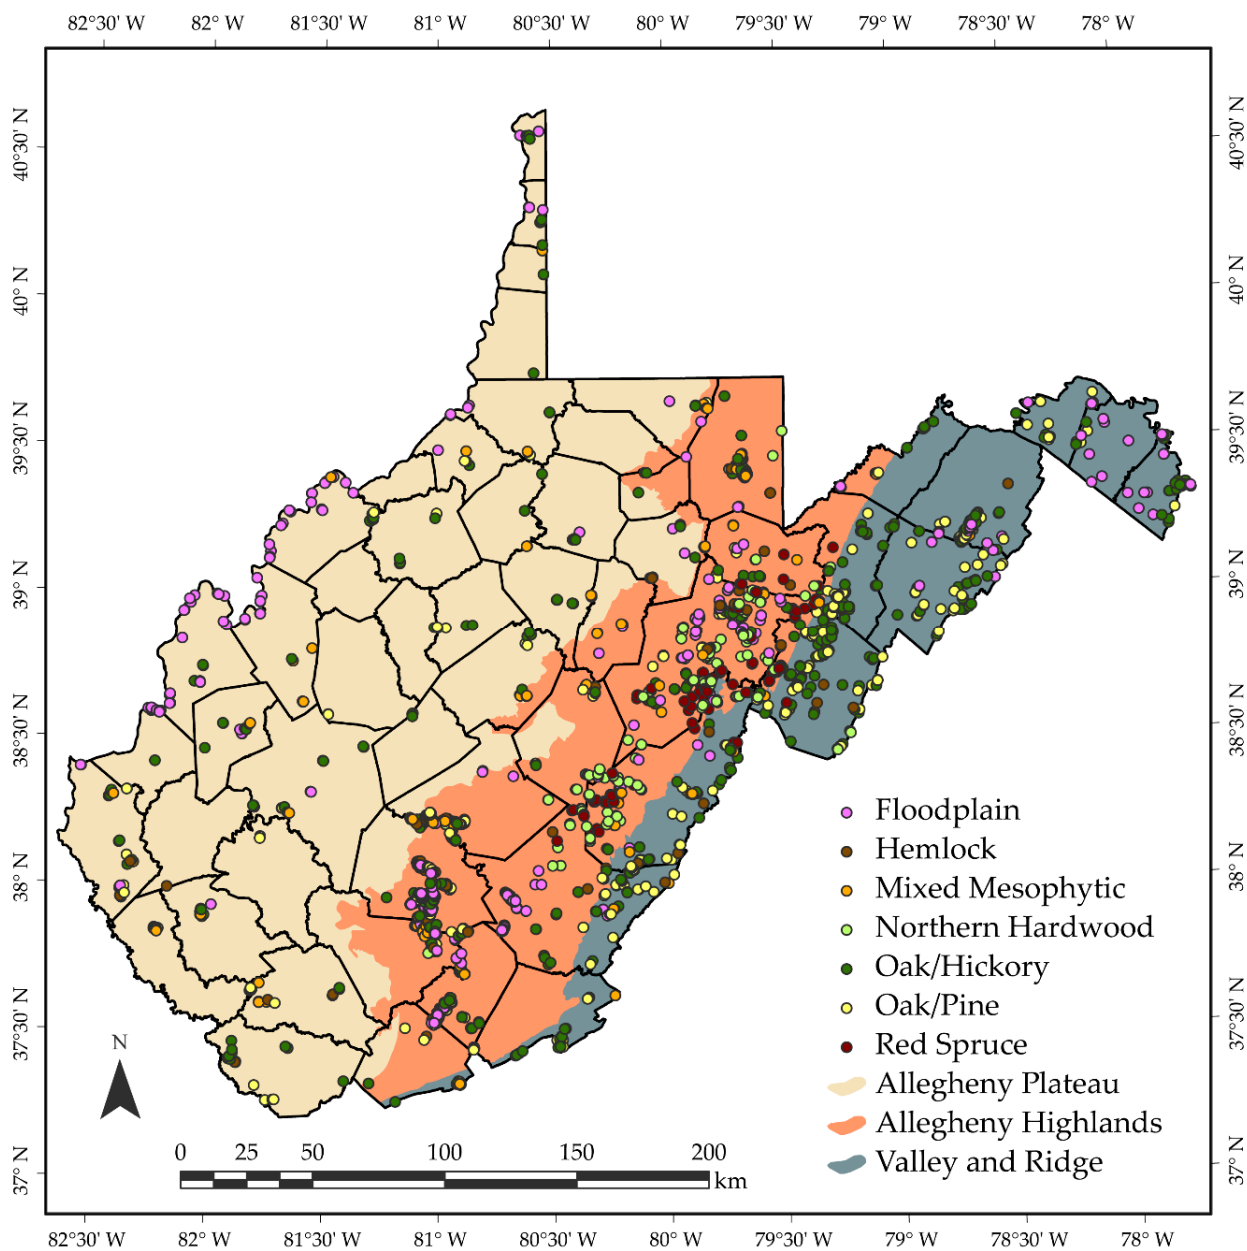 82°30' W 82° W 81°30' W 81° W 80°30' W 80° W 79°30' W 79° W 78°30' W 78° W
40°30' N 40°30' N
40° N 40° N
39°30' N 39°30' N
39° N 39° N
38°30' N 38°30' N
38° N 38° N
37°30' N 37°30' N
37° N 37° N
Floodplain
Hemlock
Mixed Mesophytic
Northern Hardwood
Oak/Hickory
Oak/Pine
Red Spruce
Allegheny Plateau
Allegheny Highlands
Valley and Ridge
N
0 25 50 100 150 200
km
82°30' W 82° W 81°30' W 81° W 80°30' W 80° W 79°30' W 79° W 78°30' W 78° W